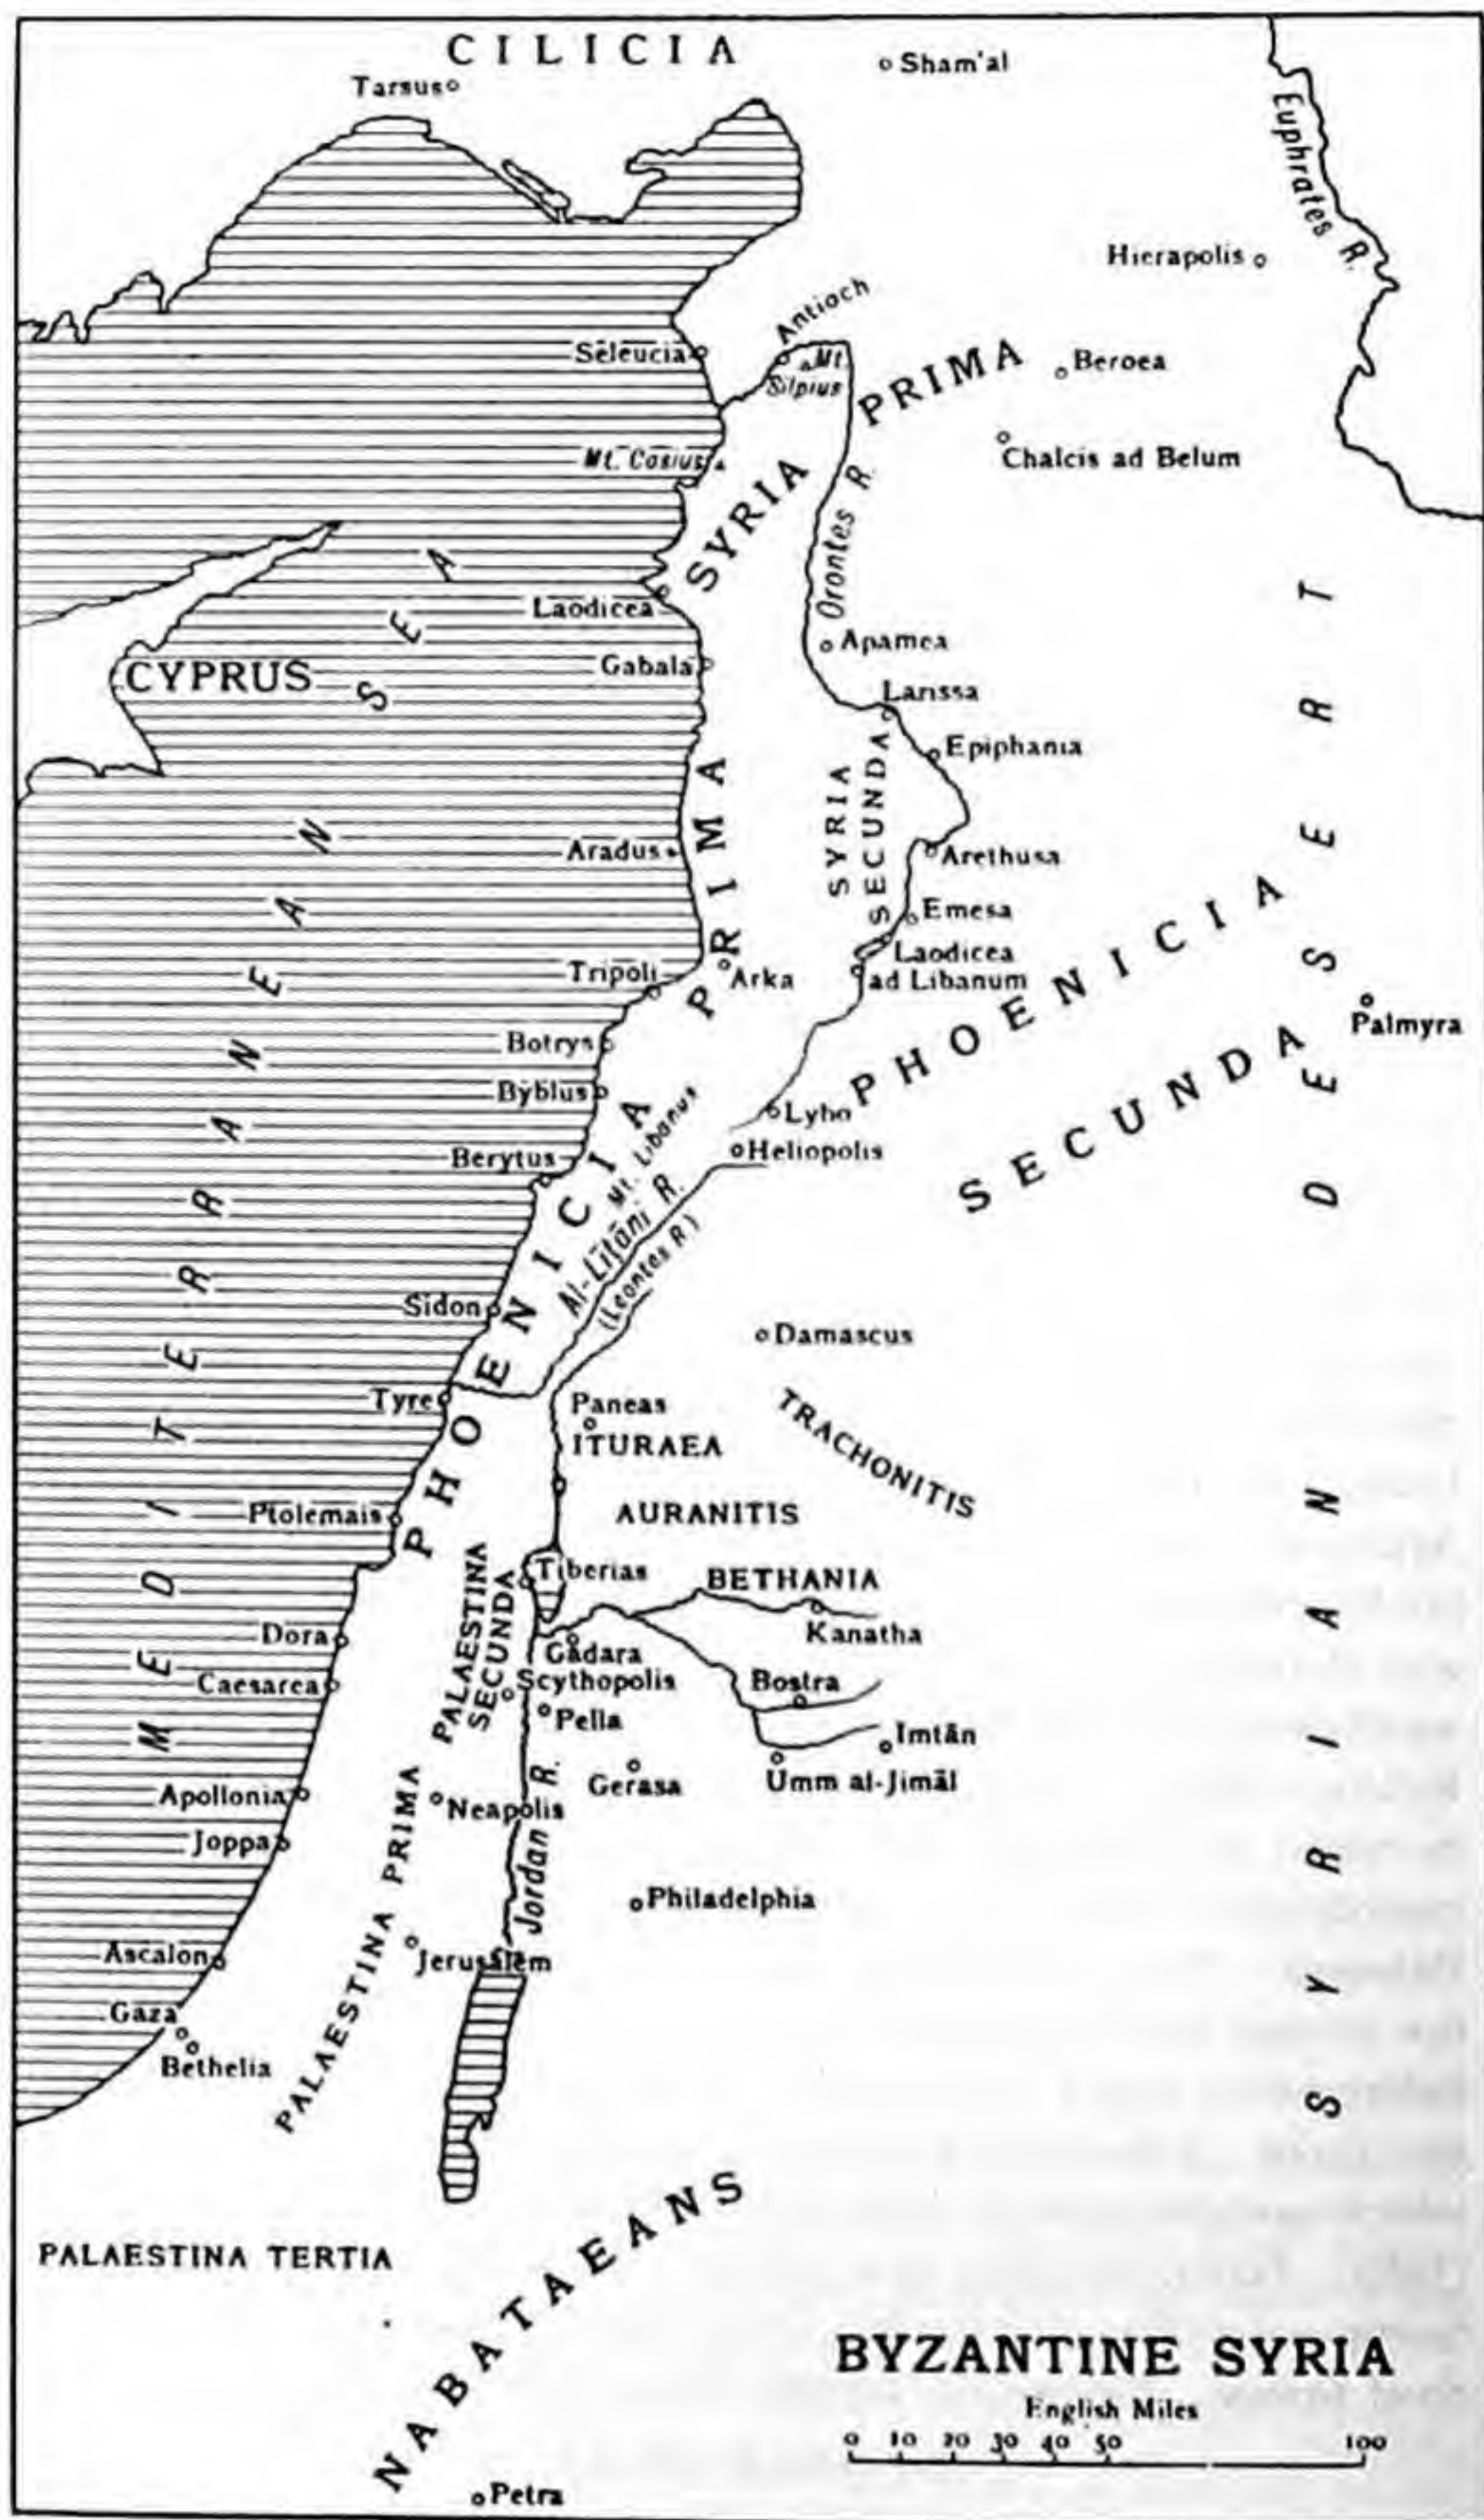 CILICIA
Sham'al
Tarsus
Euphrates R.
Hierapolis
Antioch
Seleucia
Mt. Silpius
SYRIA PRIMA
Beroea
Mt. Casius
Chalcis ad Belum
Orontes R.
Laodicea
Apamea
Gabala
CYPRUS
Larissa
Epiphania
SYRIA
SECUNDA
Aradus
Arethusa
Emesa
Laodicea
ad Libanum
Tripoli
Arka
Palmyra
Botrys
Byblus
Lybo
PHOENICIA
SECUNDA
Mt. Libanus
Heliopolis
Berytus
Al-Līṭāni R.
(Leontes R.)
Sidon
Damascus
PHOENICIA PRIMA
Tyre
Paneas
ITURAEA
TRACHONITIS
Ptolemais
AURANITIS
Tiberias
BETHANIA
PALAESTINA
SECUNDA
Kanatha
Dora
Gadara
Caesarea
Scythopolis
Bostra
Pella
Imtān
Gerasa
Umm al-Jimāl
Apollonia
Neapolis
Joppa
Jordan R.
Philadelphia
PALAESTINA PRIMA
Ascalon
Jerusalem
Gaza
Bethelia
MEDITERRANEAN SEA
SYRIAN DESERT
PALAESTINA TERTIA
NABATAEANS
Petra
BYZANTINE SYRIA
English Miles
0 10 20 30 40 50 100